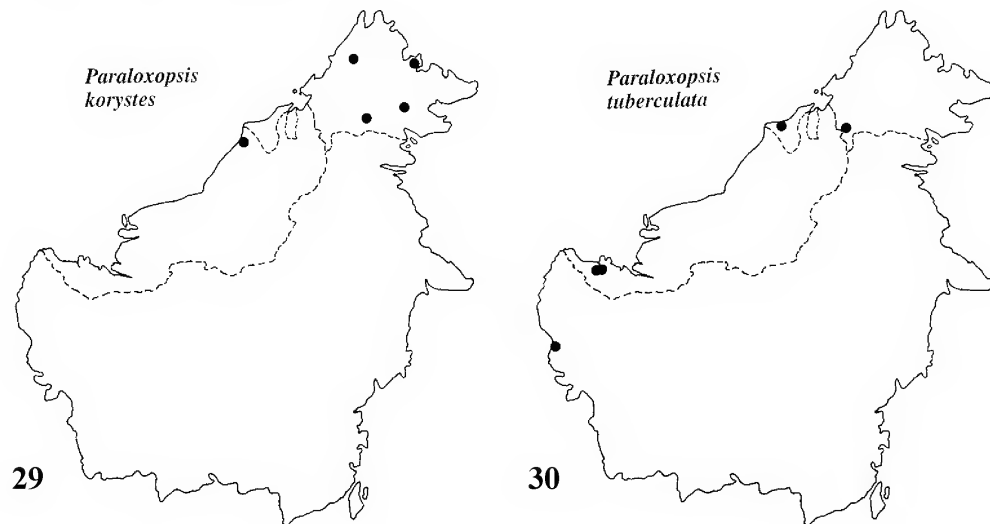 Paraloxopsis
korystes
29
Paraloxopsis
tuberculata
30